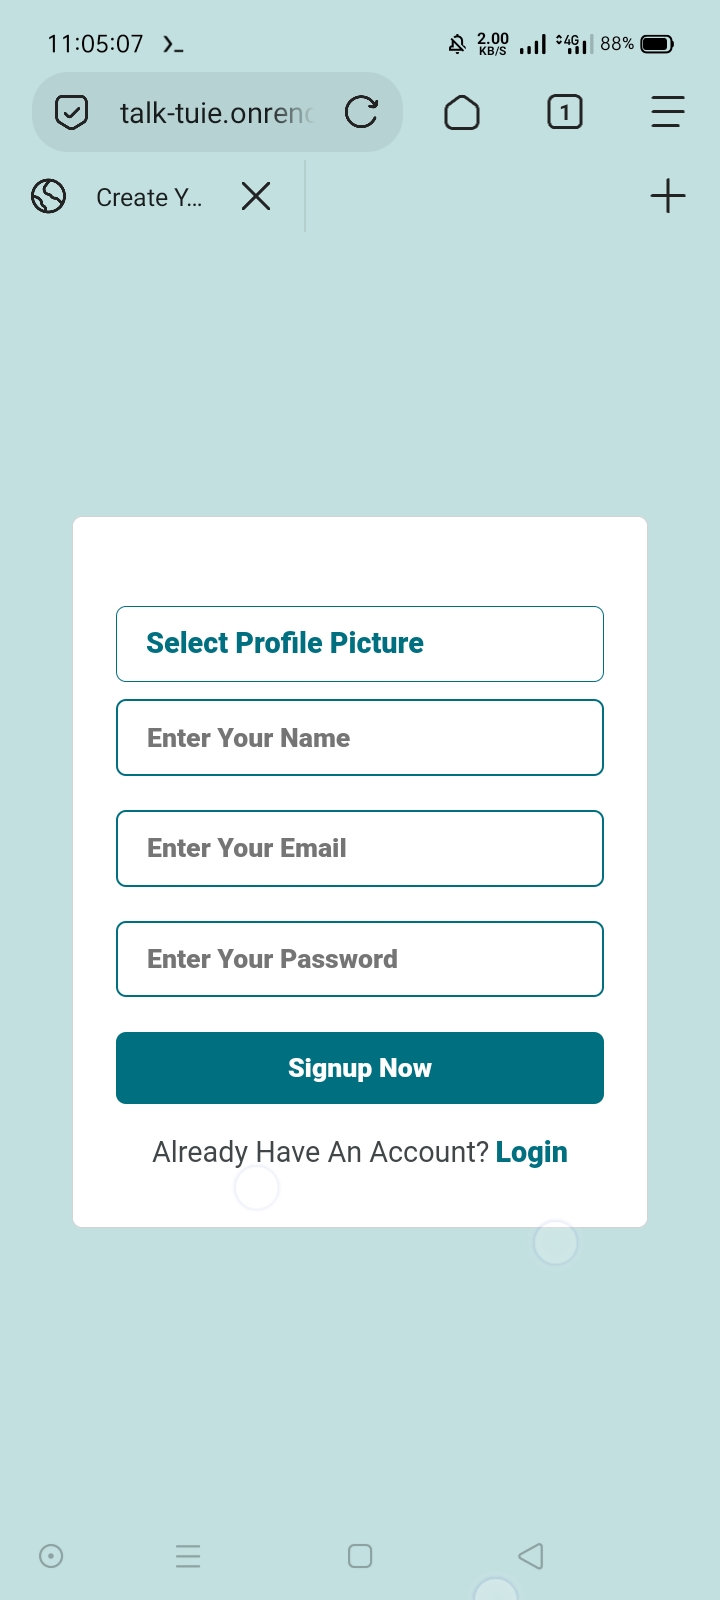 11:05:07
2.00
KB/S
4G
88%
talk-tuie.onrend
1
Create Y...
Select Profile Picture
Enter Your Name
Enter Your Email
Enter Your Password
Signup Now
Already Have An Account? Login